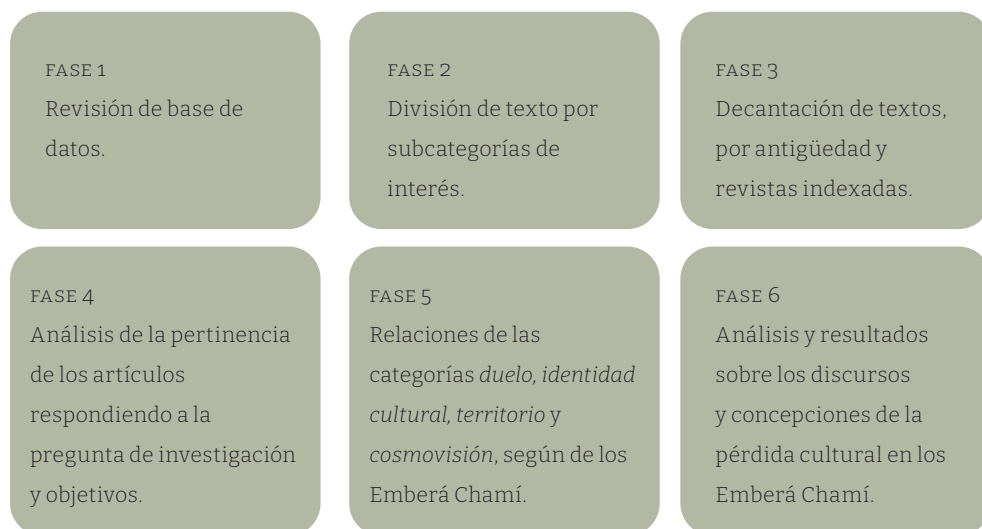 FASE 1
Revisión de base de
datos.
FASE 2
División de texto por
subcategorías de
interés.
FASE 3
Decantación de textos,
por antigüedad y
revistas indexadas.
FASE 4
Análisis de la pertinencia
de los artículos
respondiendo a la
pregunta de investigación
y objetivos.
FASE 5
Relaciones de las
categorías duelo, identidad
cultural, territorio y
cosmovisión, según de los
Emberá Chamí.
FASE 6
Análisis y resultados
sobre los discursos
y concepciones de la
pérdida cultural en los
Emberá Chamí.